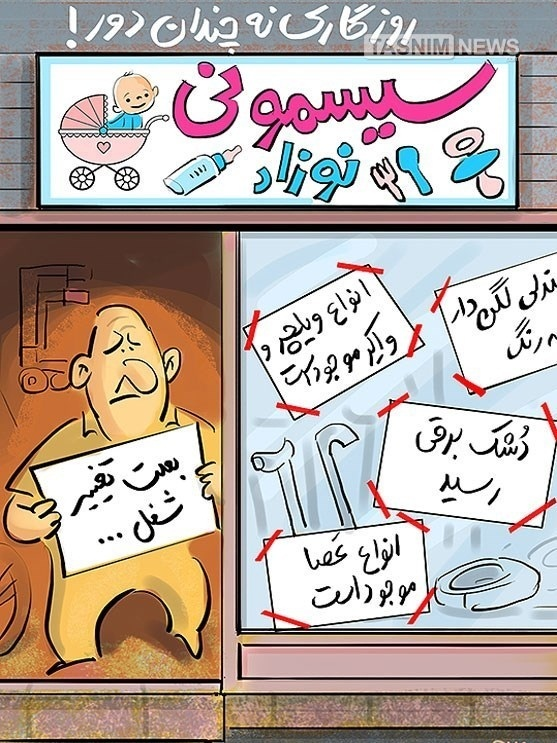 روزگاری نه چندان دور!
TASNIM NEWS
سیسمونی
نوزاد
انواع ویلچر و
واکر موجود است
لگن دار
رنگ
تشک برقی
رسید
بعلت تغییر
شغل ...
انواع عصا
موجود است